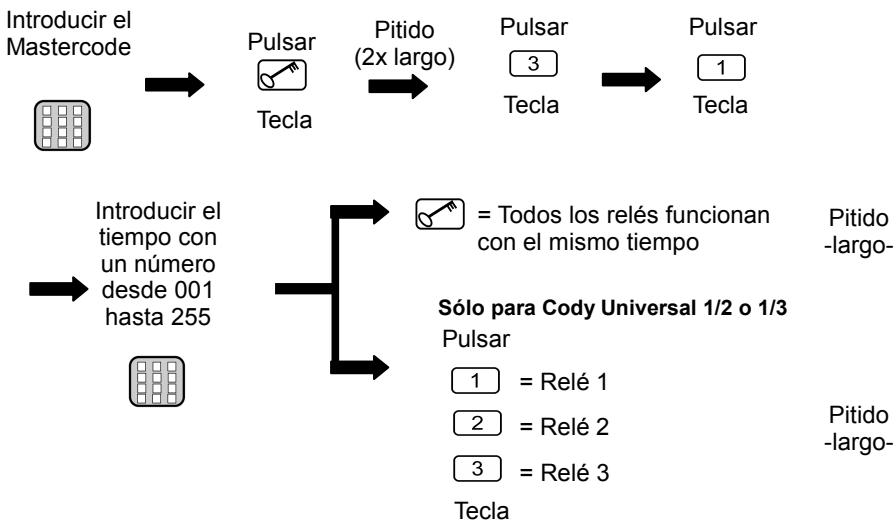 Introducir el
Mastercode
Pulsar
Tecla
Pitido
(2x largo)
Pulsar
3
Tecla
Pulsar
1
Tecla
Introducir el
tiempo con
un número
desde 001
hasta 255
= Todos los relés funcionan
con el mismo tiempo
Pitido
-largo-
Sólo para Cody Universal 1/2 o 1/3
Pulsar
1 = Relé 1
2 = Relé 2
3 = Relé 3
Tecla
Pitido
-largo-